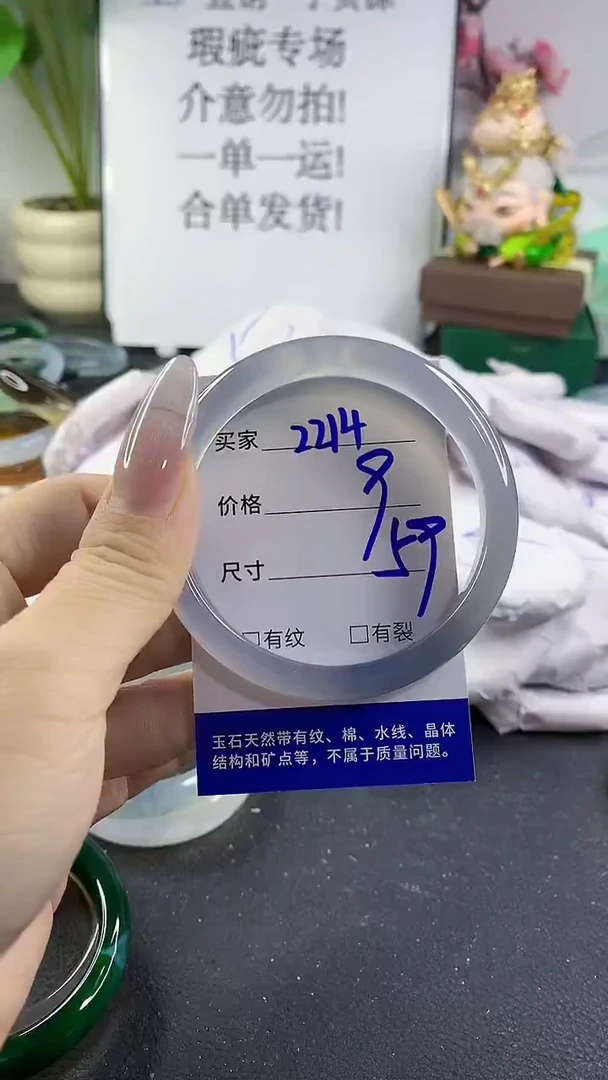 瑕疵专场
介意勿拍!
一单一运!
合单发货!
买家 2214
价格 9
尺寸 59
□有纹 □有裂
玉石天然带有纹、棉、水线、晶体
结构和矿点等，不属于质量问题。